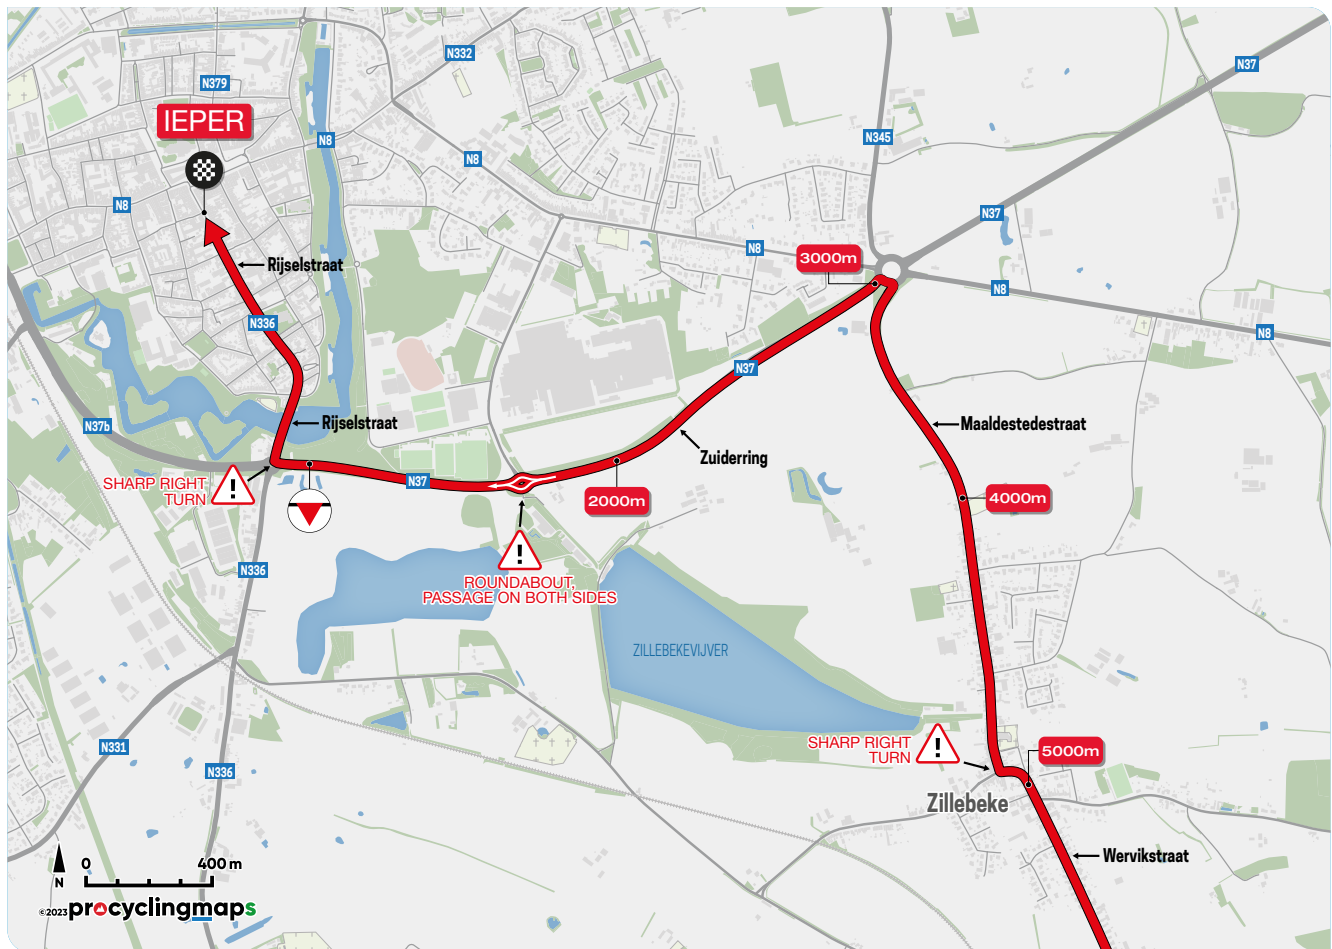 N332
N37
N379
IEPER
N8
N345
N8
N8
N37
N8
3000m
Rijselstraat
N8
N336
N8
N37
Rijselstraat
Maaldestedestraat
N37b
Zuiderring
SHARP RIGHT
TURN
!
N37
2000m
4000m
!
N336
ROUNDABOUT,
PASSAGE ON BOTH SIDES
ZILLEBEKEVIJVER
SHARP RIGHT
TURN
!
5000m
N331
N336
Zillebeke
Wervikstraat
N
0
400 m
©2023 procyclingmaps